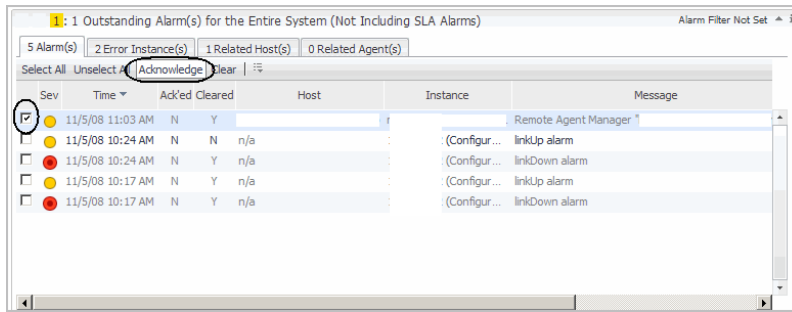 1: 1 Outstanding Alarm(s) for the Entire System (Not Including SLA Alarms) Alarm Filter Not Set
5 Alarm(s) 2 Error Instance(s) 1 Related Host(s) 0 Related Agent(s)
Select All Unselect All Acknowledge Clear
Sev Time Ack'ed Cleared Host Instance Message
11/5/08 11:03 AM N Y Remote Agent Manager "
11/5/08 10:24 AM N N n/a (Configur... linkUp alarm
11/5/08 10:24 AM N Y n/a (Configur... linkDown alarm
11/5/08 10:17 AM N Y n/a (Configur... linkUp alarm
11/5/08 10:17 AM N Y n/a (Configur... linkDown alarm